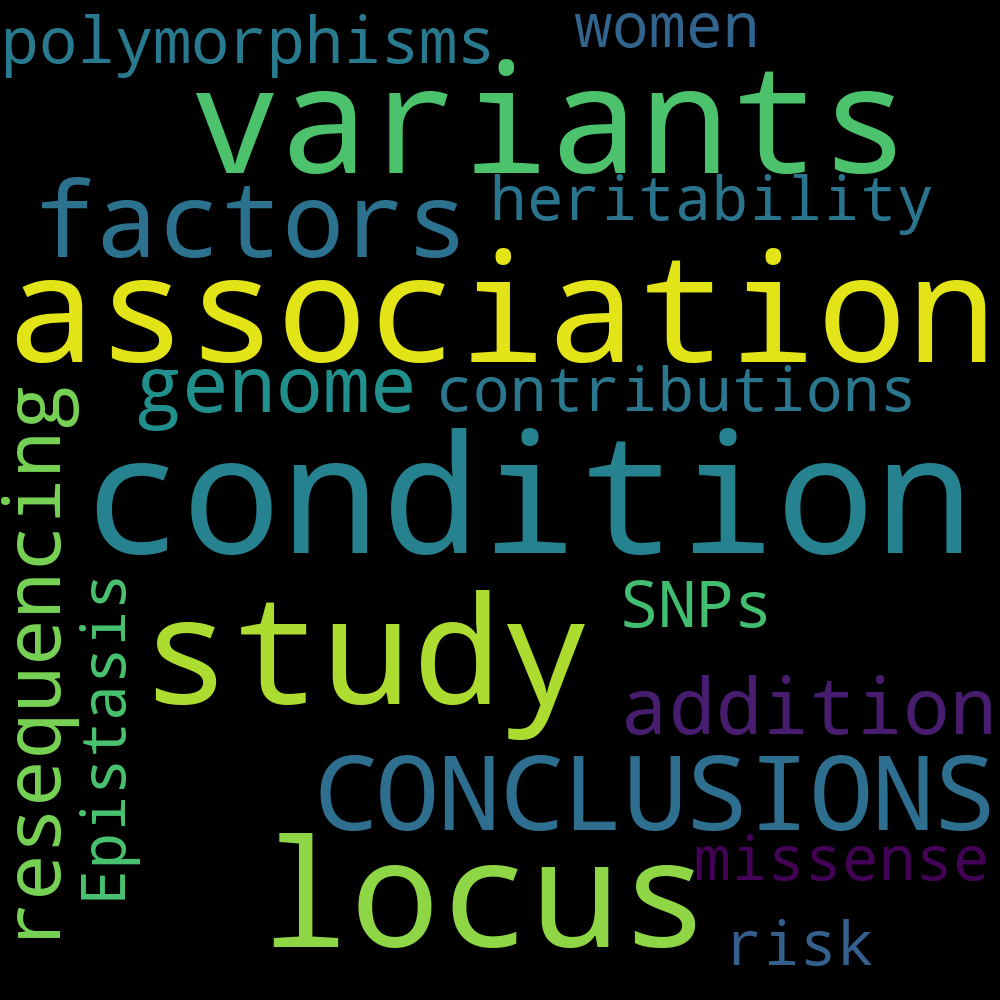 polymorphisms women
variants
factors heritability
association
genome contributions
resequencing
condition
Epistasis
study SNPs
addition
CONCLUSIONS
locus missense
risk